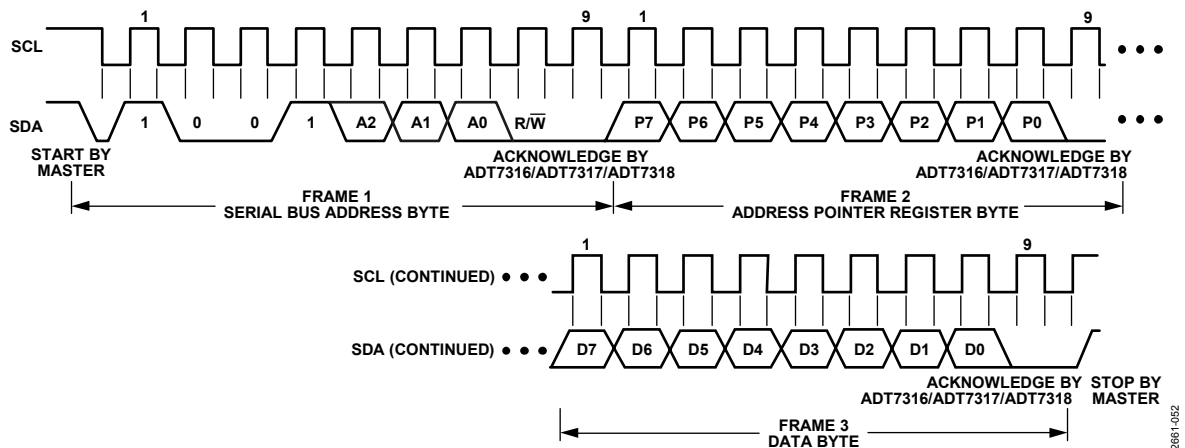 1 9 1 9
SCL
SDA 1 0 0 1 A2 A1 A0 R/W̅ P7 P6 P5 P4 P3 P2 P1 P0
START BY
MASTER
ACKNOWLEDGE BY
ADT7316/ADT7317/ADT7318
ACKNOWLEDGE BY
ADT7316/ADT7317/ADT7318
FRAME 1
SERIAL BUS ADDRESS BYTE
FRAME 2
ADDRESS POINTER REGISTER BYTE
1 9
SCL (CONTINUED)
SDA (CONTINUED) D7 D6 D5 D4 D3 D2 D1 D0
ACKNOWLEDGE BY
ADT7316/ADT7317/ADT7318
STOP BY
MASTER
FRAME 3
DATA BYTE
2661-052